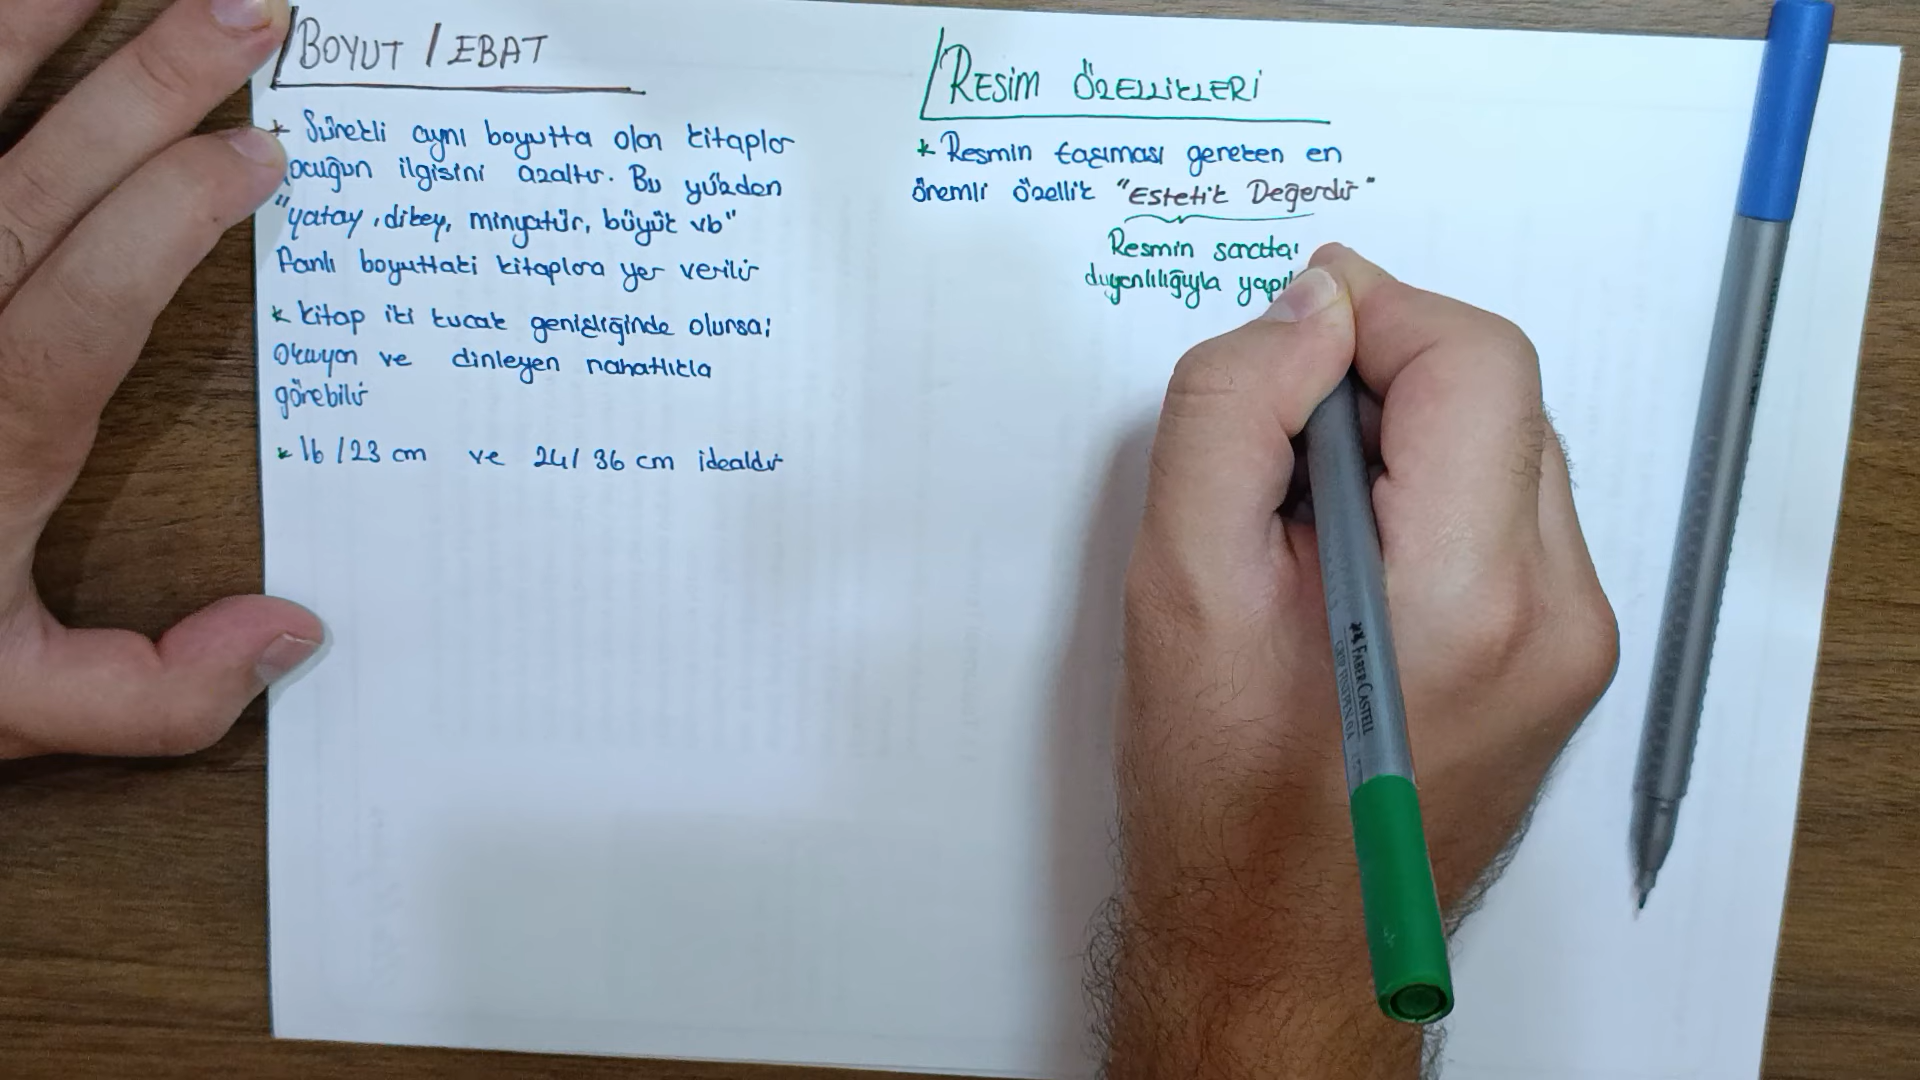 BOYUT / EBAT
* Sürekli aynı boyutta olan kitaplar
çocuğun ilgisini azaltır. Bu yüzden
"yatay, dikey, minyatür, büyük vb"
Farklı boyuttaki kitaplara yer verilir
* Kitap iki kucak genişliğinde olursa;
Okuyan ve dinleyen rahatlıkla
görebilir
* 16 / 23 cm ve 24 / 36 cm idealdir
RESİM ÖZELLİKLERİ
* Resmin taşıması gereken en
önemli özellik "Estetik Değerdir"
Resmin
duyarlılığıyla
FABER CASTELL